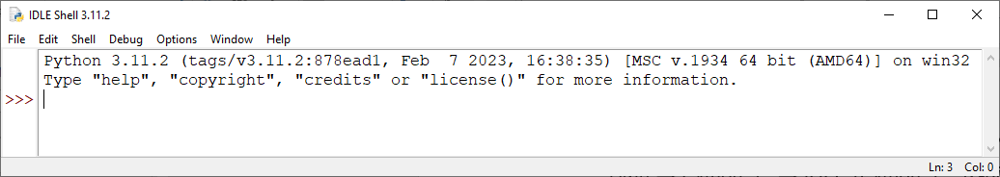 IDLE Shell 3.11.2
File Edit Shell Debug Options Window Help
Python 3.11.2 (tags/v3.11.2:878ead1, Feb  7 2023, 16:38:35) [MSC v.1934 64 bit (AMD64)] on win32
Type "help", "copyright", "credits" or "license()" for more information.
>>>
Ln: 3 Col: 0